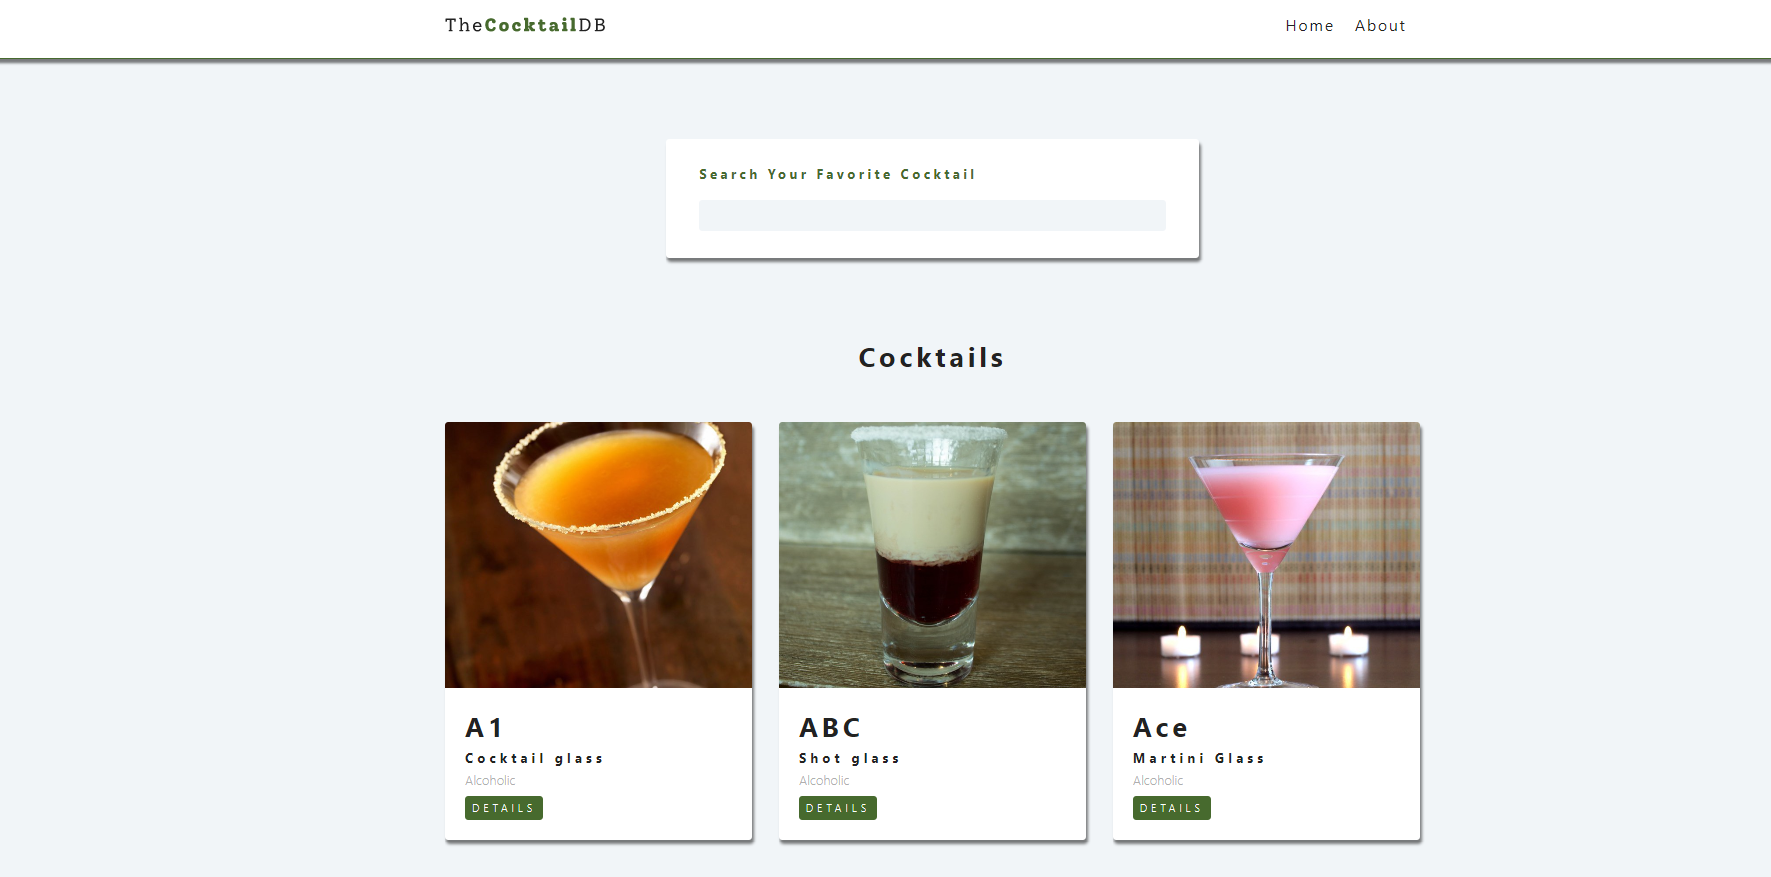 TheCocktailDB
Home About
Search Your Favorite Cocktail
Cocktails
A1
Cocktail glass
Alcoholic
DETAILS
ABC
Shot glass
Alcoholic
DETAILS
Ace
Martini Glass
Alcoholic
DETAILS